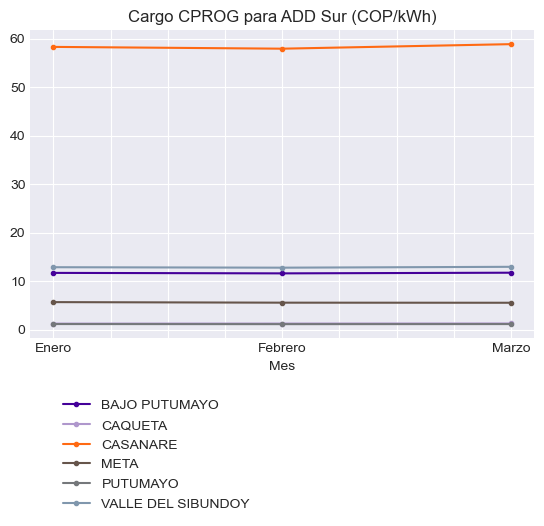 Cargo CPROG para ADD Sur (COP/kWh)
60
50
40
30
20
10
0
Enero Febrero Marzo
Mes
BAJO PUTUMAYO
CAQUETA
CASANARE
META
PUTUMAYO
VALLE DEL SIBUNDOY